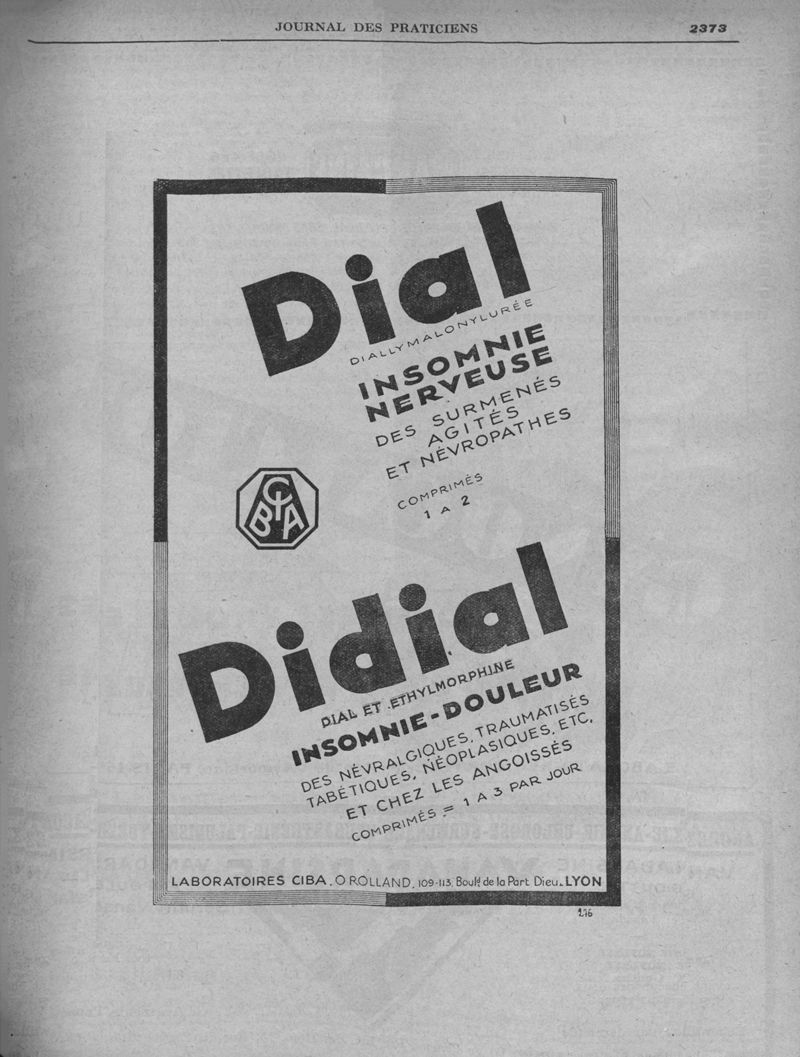 JOURNAL DES PRATICIENS 2373
Dial
DIALLYMALONYLURÉE
INSOMNIE
NERVEUSE
DES SURMENÉS
AGITÉS
ET NÉVROPATHES
COMPRIMÉS
1 A 2
CIBA
Didial
DIAL ET ETHYLMORPHINE
INSOMNIE-DOULEUR
DES NÉVRALGIQUES, TRAUMATISÉS
TABÉTIQUES, NÉOPLASIQUES, ETC.
ET CHEZ LES ANGOISSÉS
COMPRIMÉS = 1 A 3 PAR JOUR
LABORATOIRES CIBA. O ROLLAND, 109-113, Boulᵈ de la Part Dieu. LYON
276